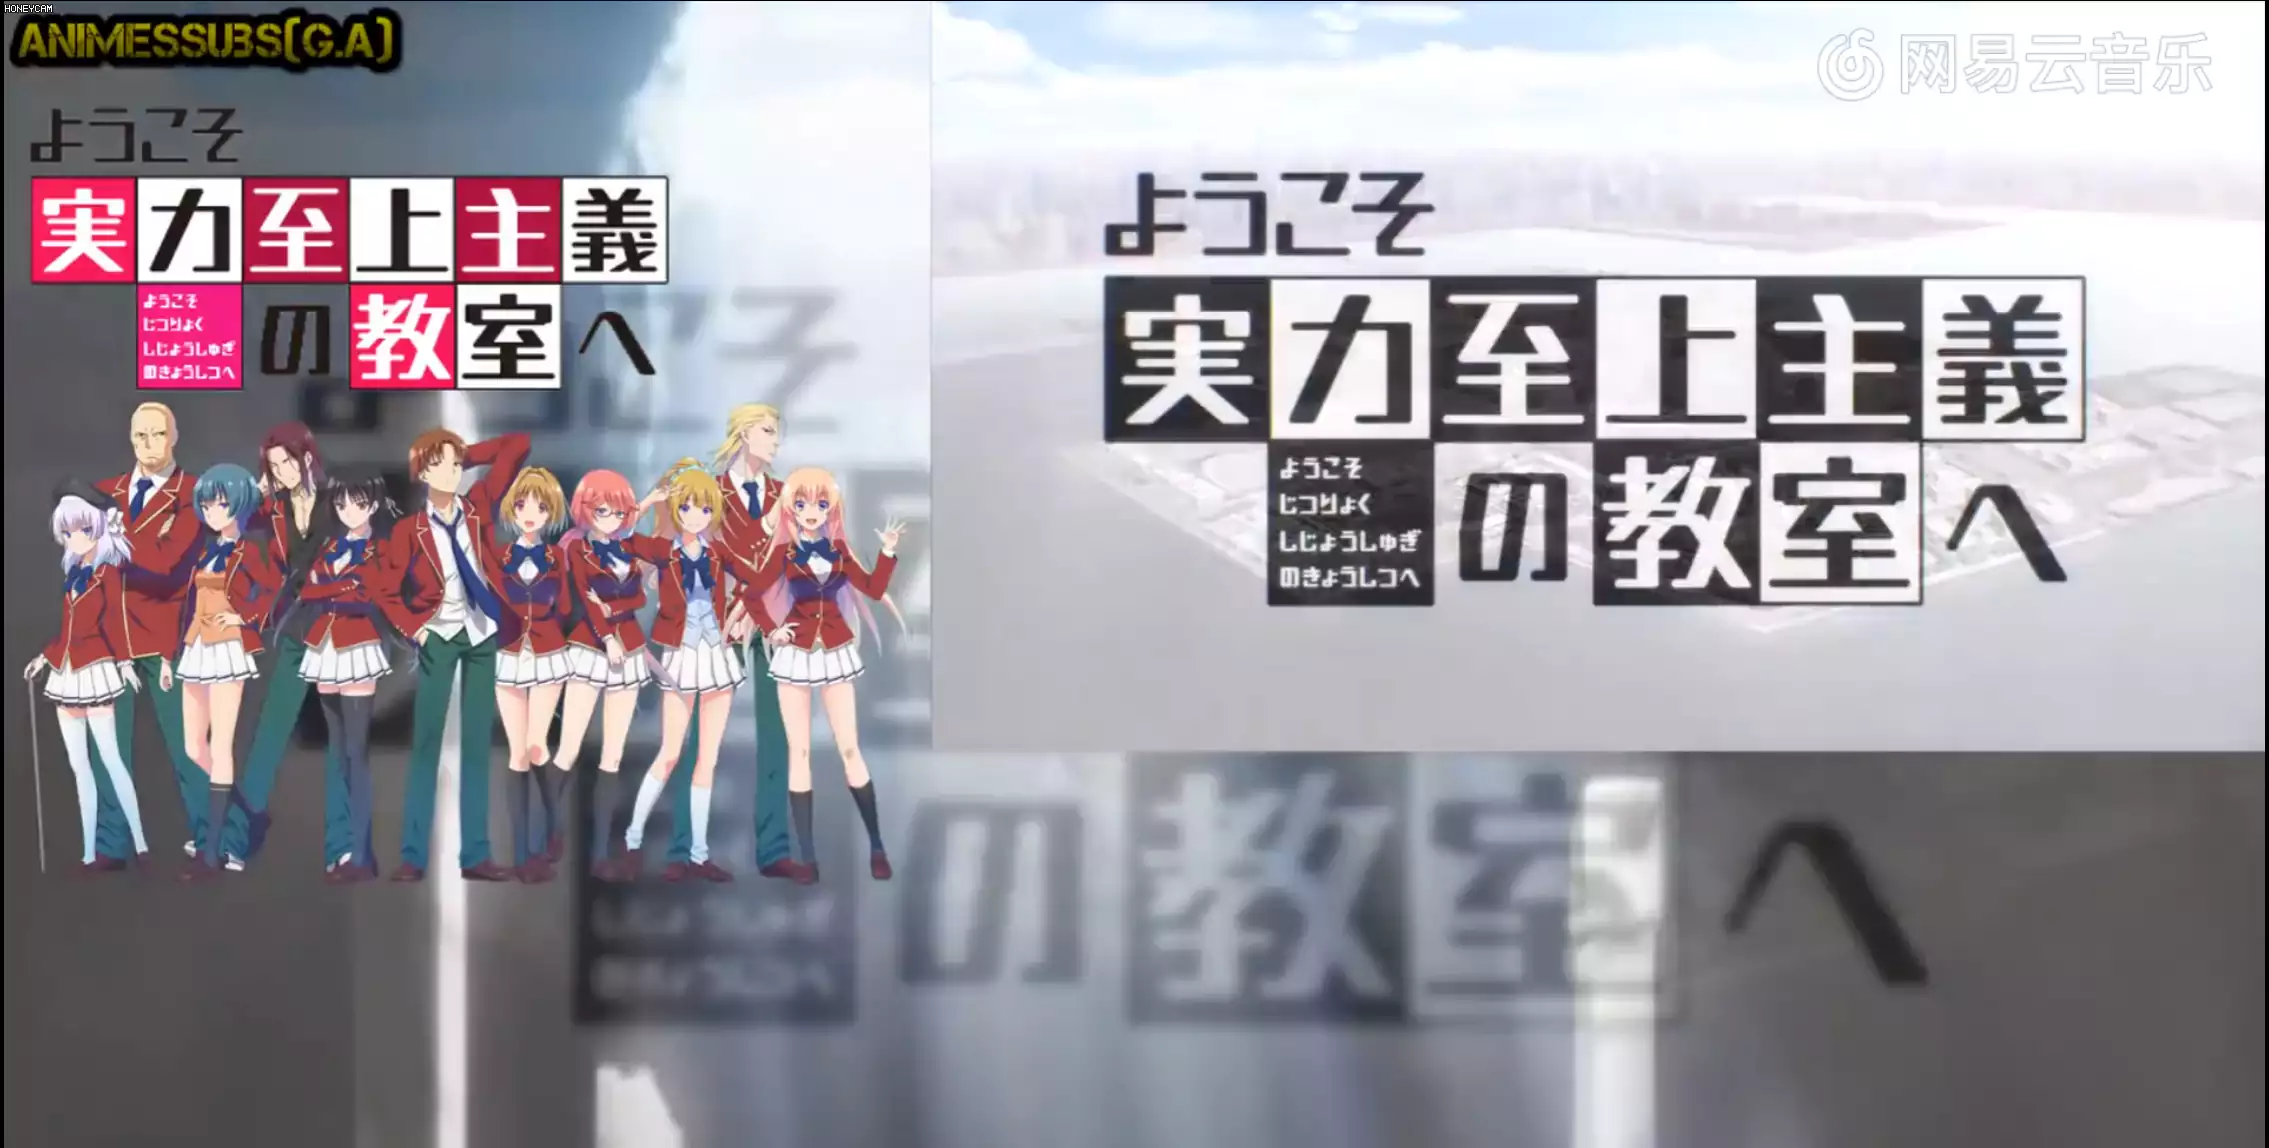 HONEYCAM
ANIMESSUBS(G.A)
ようこそ
実力至上主義
の教室へ
ようこそ
じつりょく
しじょうしゅぎ
のきょうしつへ
网易云音乐
ようこそ
実力至上主義
の教室へ
ようこそ
じつりょく
しじょうしゅぎ
のきょうしつへ
こそ
の教室へ